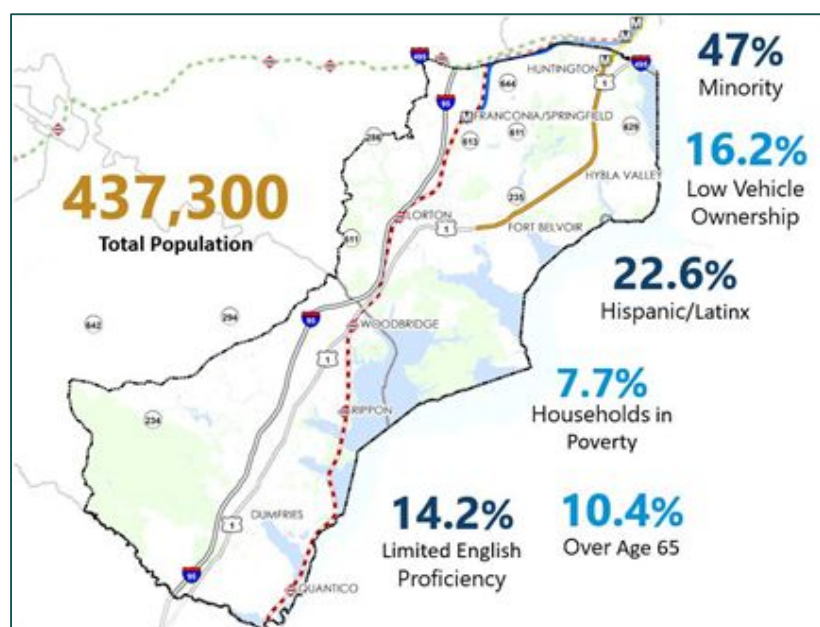 495
HUNTINGTON
495
1
95
644
FRANCONIA/SPRINGFIELD
613
611
629
286
HYBLA VALLEY
235
437,300
Total Population
LORTON
1
FORT BELVOIR
611
47%
Minority
16.2%
Low Vehicle
Ownership
22.6%
Hispanic/Latinx
642
294
95
WOODBRIDGE
1
7.7%
Households in
Poverty
RIPPON
234
DUMFRIES
1
14.2%
Limited English
Proficiency
10.4%
Over Age 65
95
QUANTICO